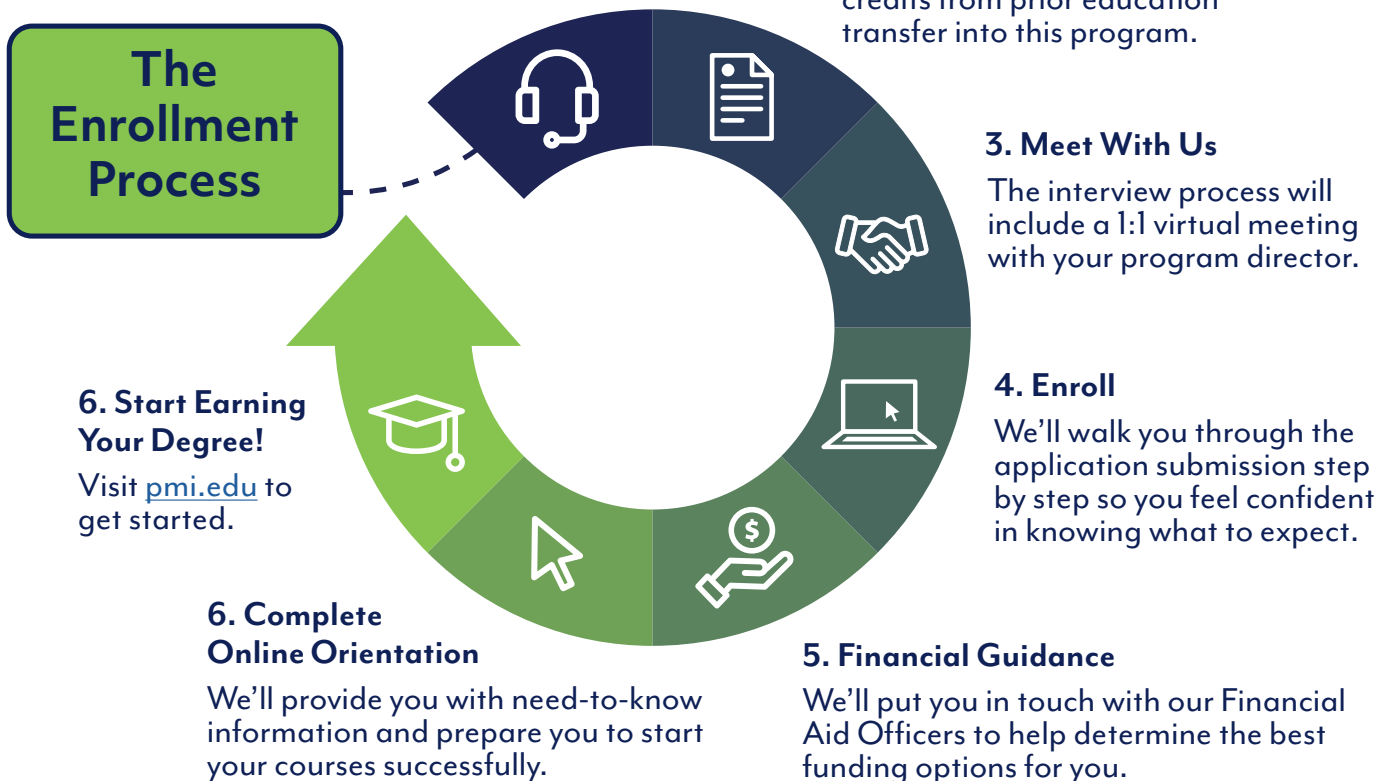 The
Enrollment
Process
credits from prior education
transfer into this program.
3. Meet With Us
The interview process will
include a 1:1 virtual meeting
with your program director.
4. Enroll
We’ll walk you through the
application submission step
by step so you feel confident
in knowing what to expect.
$
5. Financial Guidance
We’ll put you in touch with our Financial
Aid Officers to help determine the best
funding options for you.
6. Complete
Online Orientation
We’ll provide you with need-to-know
information and prepare you to start
your courses successfully.
6. Start Earning
Your Degree!
Visit pmi.edu to
get started.